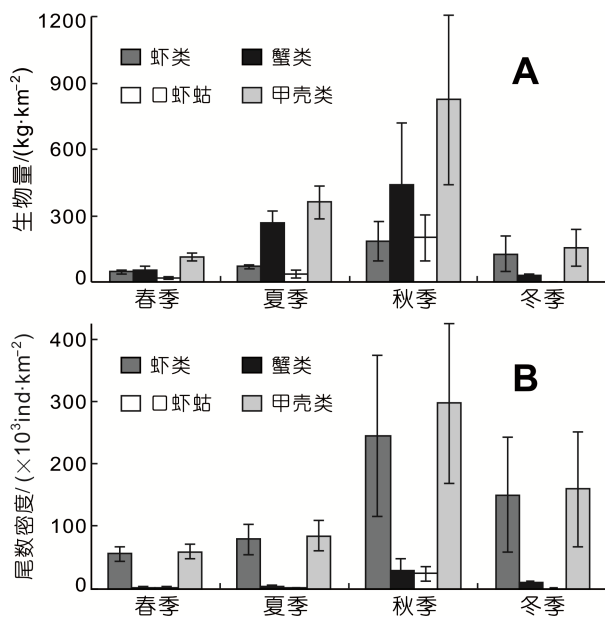 1200
900
600
300
0
生物量/(kg·km⁻²)
虾类 蟹类
口虾蛄 甲壳类
A
春季 夏季 秋季 冬季
400
300
200
100
0
尾数密度/(×10³ind·km⁻²)
虾类 蟹类
口虾蛄 甲壳类
B
春季 夏季 秋季 冬季